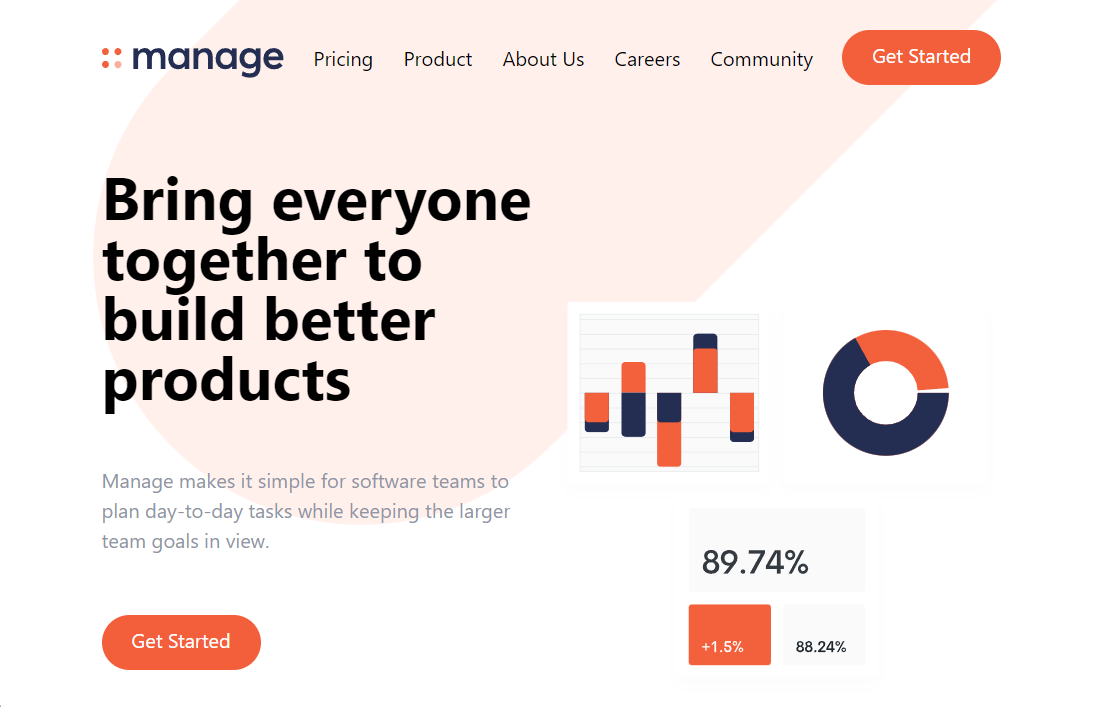 manage
Pricing
Product
About Us
Careers
Community
Get Started
Bring everyone
together to
build better
products
Manage makes it simple for software teams to
plan day-to-day tasks while keeping the larger
team goals in view.
Get Started
89.74%
+1.5%
88.24%